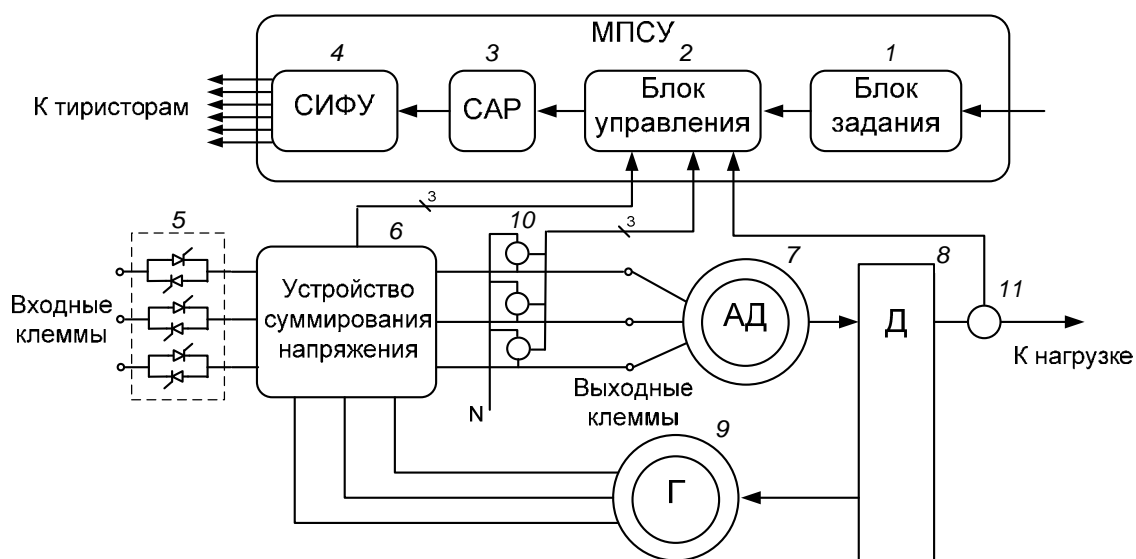 МПСУ
4
3
2
1
К тиристорам
СИФУ
САР
Блок
управления
Блок
задания
3
3
5
6
10
7
8
11
Входные
клеммы
Устройство
суммирования
напряжения
АД
Д
К нагрузке
N
Выходные
клеммы
9
Г